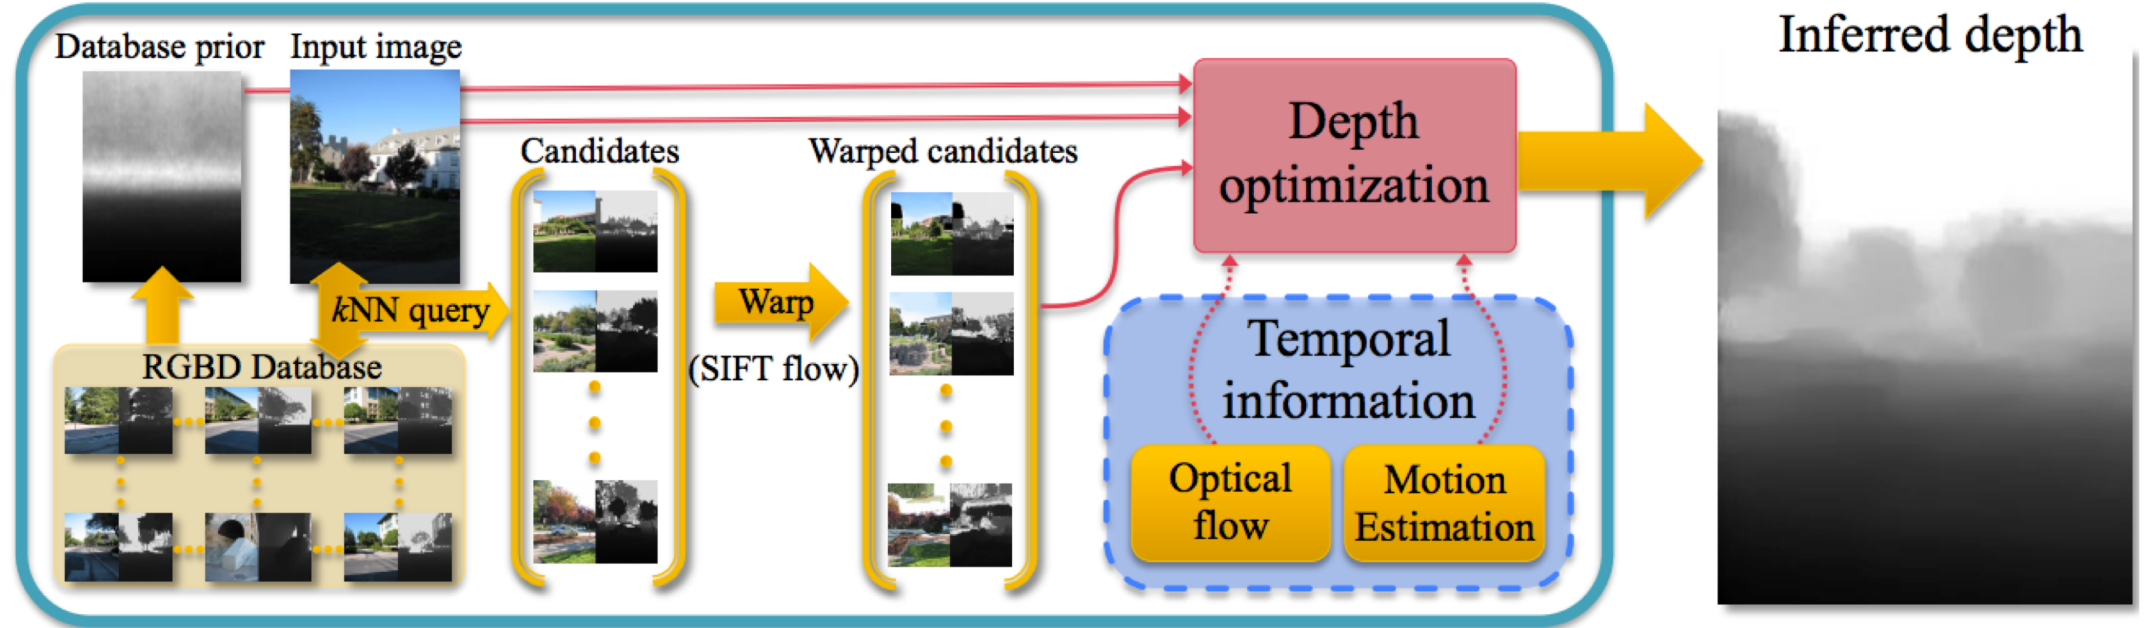 Database prior
Input image
Inferred depth
Depth
optimization
Candidates
Warped candidates
kNN query
Warp
(SIFT flow)
RGBD Database
Temporal
information
Optical
flow
Motion
Estimation